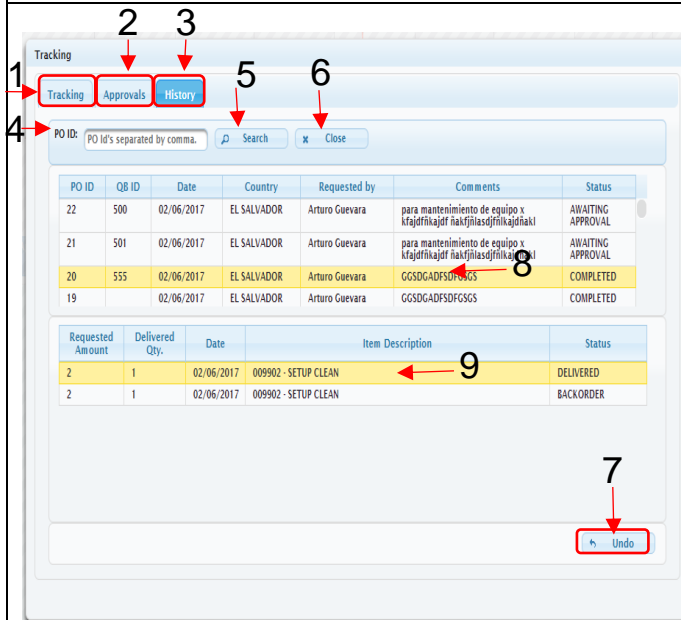 2 3
Tracking
1 5 6
Tracking Approvals History
4 PO ID: PO Id's separated by comma. Search x Close
PO ID QB ID Date Country Requested by Comments Status
22 500 02/06/2017 EL SALVADOR Arturo Guevara para mantenimiento de equipo x AWAITING
kfajdfñkajdf ñakfjñlasdjfñlkajdñakl APPROVAL
21 501 02/06/2017 EL SALVADOR Arturo Guevara para mantenimiento de equipo x AWAITING
APPROVAL
8
20 555 02/06/2017 EL SALVADOR Arturo Guevara GGSDGADFSDFGSGS COMPLETED
19 02/06/2017 EL SALVADOR Arturo Guevara GGSDGADFSDFGSGS COMPLETED
Requested Delivered Date Item Description Status
Amount Qty.
2 1 02/06/2017 009902 - SETUP CLEAN 9 DELIVERED
2 1 02/06/2017 009902 - SETUP CLEAN BACKORDER
7
Undo